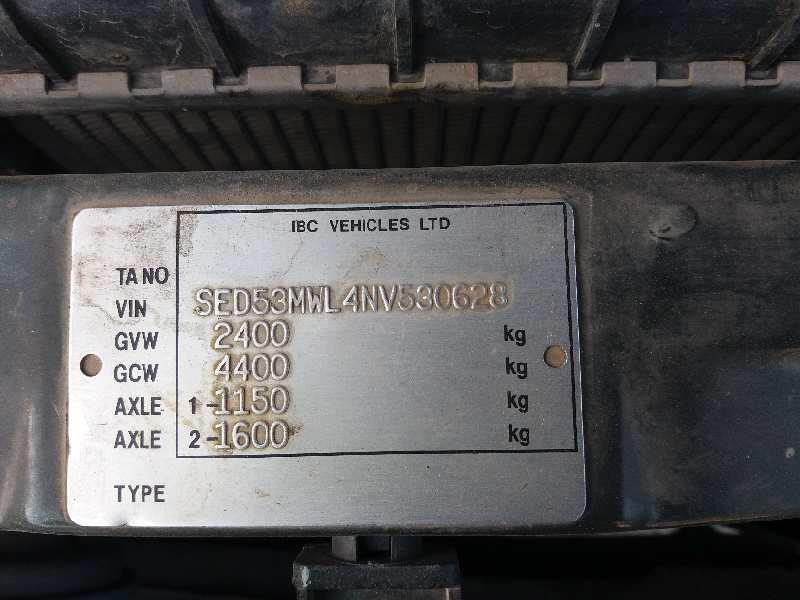 IBC VEHICLES LTD
TA NO
VIN SED53MWL4NV530628
GVW 2400 kg
GCW 4400 kg
AXLE 1-1150 kg
AXLE 2-1600 kg
TYPE